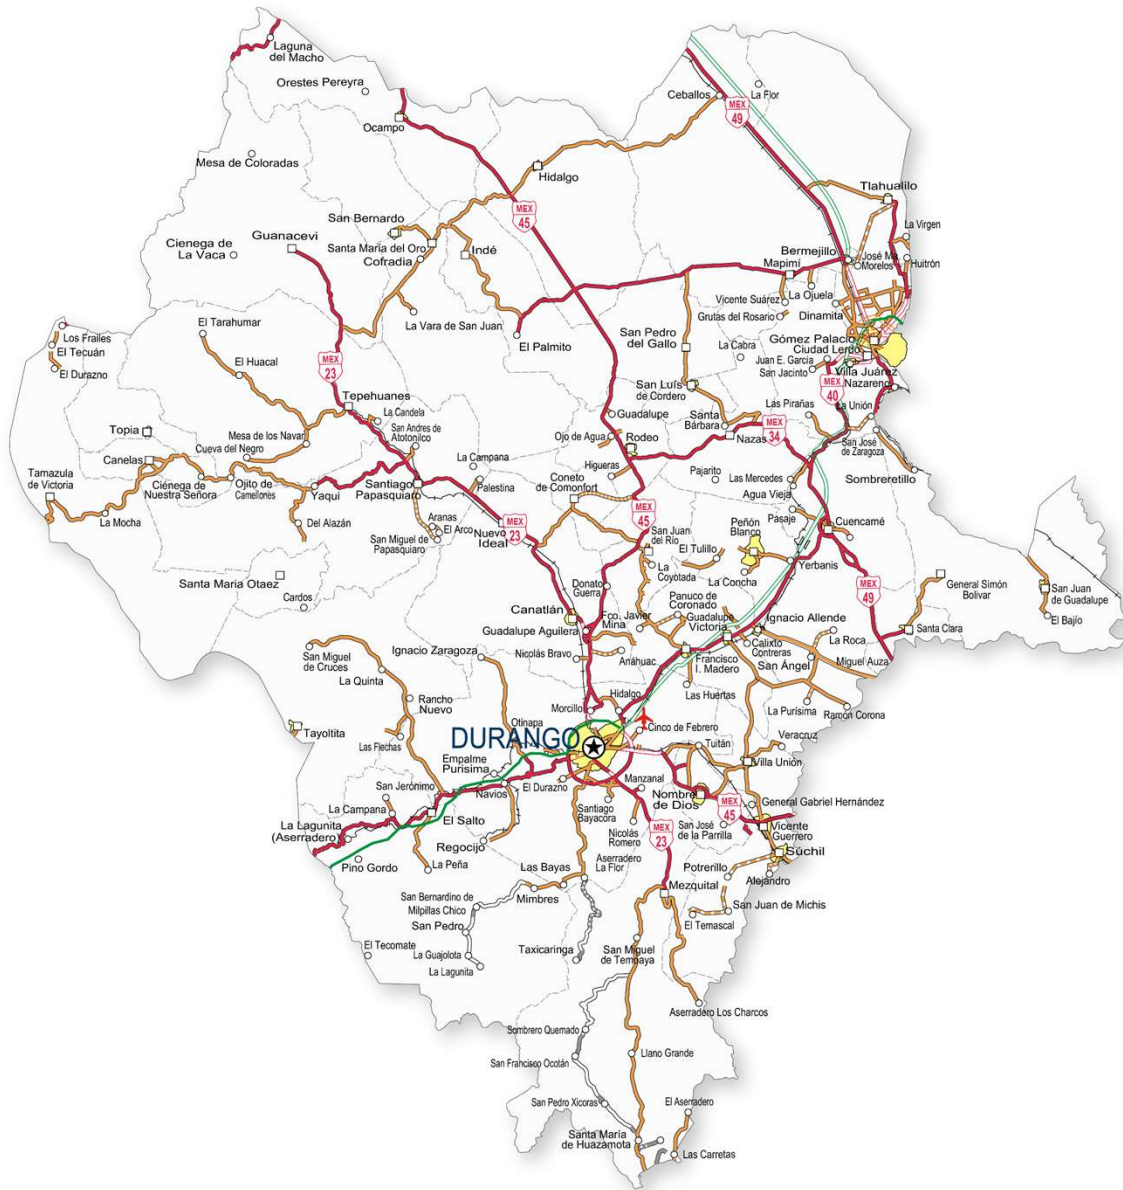 Laguna
del Macho
Orestes Pereyra
Ocampo
Ceballos
La Flor
MEX
49
Mesa de Coloradas
Hidalgo
Tlahualilo
San Bernardo
MEX
45
La Virgen
Cienega de
La Vaca
Guanacevi
Santa Maria del Oro
Cofradia
Indé
Bermejillo
Mapimí
José Ma.
Morelos
Huitrón
La Ojuela
Vicente Suárez
Dinamita
Grutas del Rosario
La Vara de San Juan
El Palmito
Los Frailes
El Tecuán
El Durazno
El Tarahumar
El Huacal
MEX
23
San Pedro
del Gallo
La Cabra
Gómez Palacio
Ciudad Lerdo
Juan E. García
San Jacinto
Villa Juárez
Nazareno
MEX
40
La Unión
San Luís
de Cordero
Tepehuanes
La Candela
San Andres de
Atotonilco
Guadalupe
Santa
Bárbara
Las Pirañas
MEX
34
Nazas
San José
de Zaragoza
Topia
Mesa de los Navar
Cueva del Negro
Ojo de Agua
Rodeo
Canelas
La Campana
Higueras
Pajarito
Sombreretillo
Tamazula
de Victoria
Ciénega de
Nuestra Señora
Ojito de
Camellones
Yaqui
Santiago
Papasquiaro
Palestina
Coneto
de Comonfort
Las Mercedes
Agua Vieja
La Mocha
Del Alazán
Aranas
El Arco
San Miguel de
Papasquiaro
Nuevo
Ideal
MEX
23
MEX
45
Pasaje
Cuencamé
San Juan
del Río
El Tulillo
Peñón
Blanco
Yerbanis
La
Coyotada
La Concha
Santa Maria Otaez
Cardos
Donato
Guerra
MEX
49
General Simón
Bolivar
San Juan
de Guadalupe
El Bajío
Canatlán
Fco. Javier
Mina
Panuco de
Coronado
Guadalupe
Victoria
Ignacio Allende
La Roca
Santa Clara
Guadalupe Aguilera
Nicolás Bravo
Anáhuac
Francisco
I. Madero
Calixto
Contreras
San Ángel
Miguel Auza
San Miguel
de Cruces
Ignacio Zaragoza
La Quinta
Las Huertas
Rancho
Nuevo
Hidalgo
Morcillo
La Purísima
Ramón Corona
Tayoltita
Las Flechas
Otinapa
DURANGO
Cinco de Febrero
Tuitán
Veracruz
Empalme
Purisima
Villa Unión
San Jerónimo
Navios
El Durazno
Manzanal
Nombre
de Dios
General Gabriel Hernández
La Campana
El Salto
Santiago
Bayacora
MEX
45
La Lagunita
(Aserradero)
Nicolás
Romero
MEX
23
San José
de la Parrilla
Vicente
Guerrero
Regocijo
Súchil
Pino Gordo
La Peña
Aserradero
La Flor
Las Bayas
Potrerillo
Alejandro
Mimbres
Mezquital
San Bernardino de
Milpillas Chico
San Juan de Michis
San Pedro
El Temascal
El Tecomate
La Guajolota
La Lagunita
Taxicaringa
San Miguel
de Temoaya
Aserradero Los Charcos
Sombrero Quemado
San Francisco Ocotán
Llano Grande
San Pedro Xicoras
El Aserradero
Santa María
de Huazamota
Las Carretas